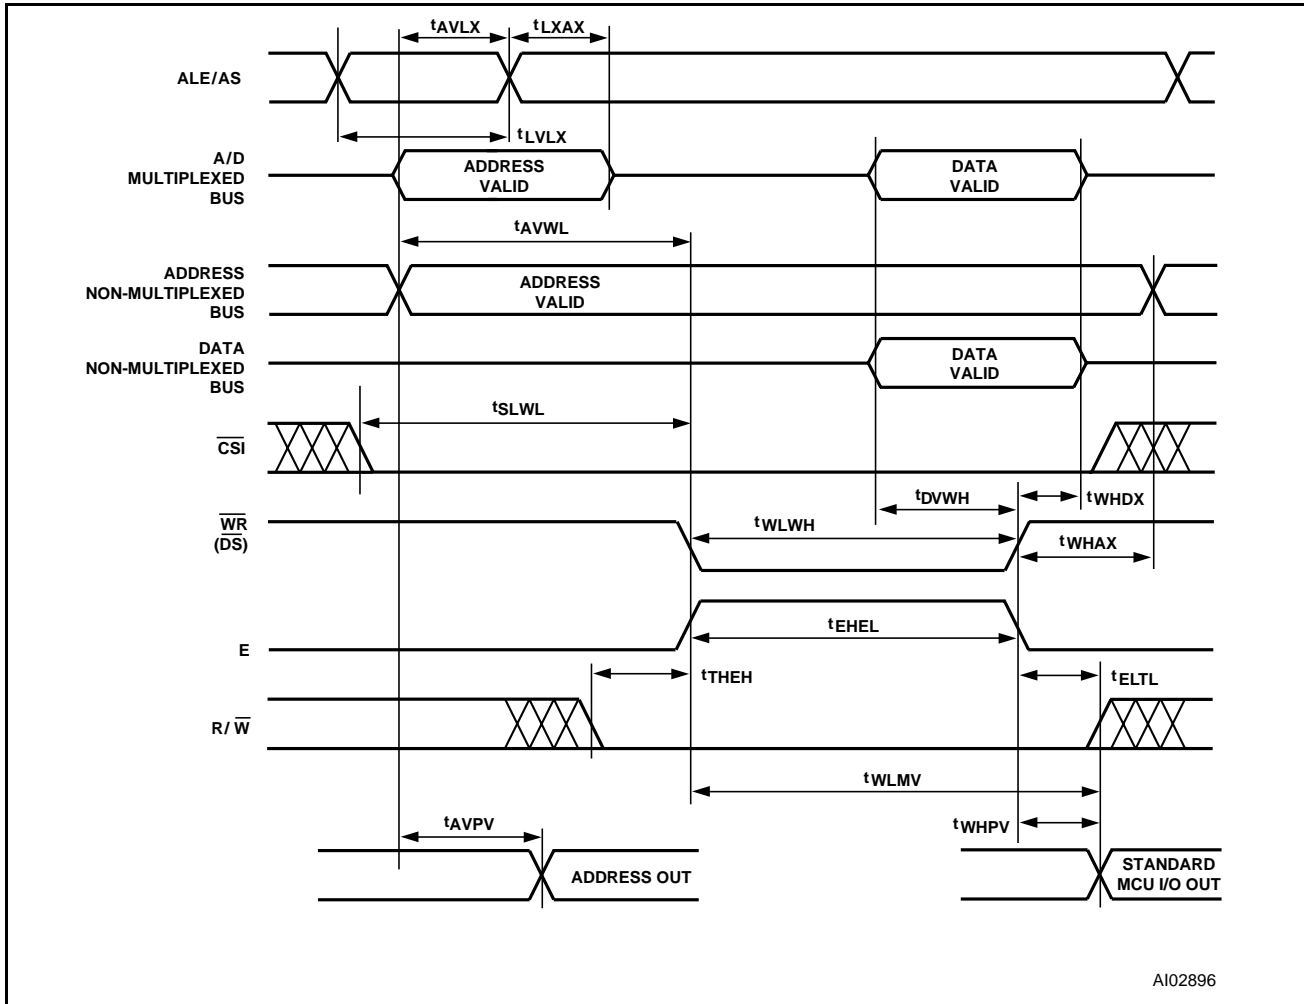 tAVLX
tLXAX
ALE/AS
tLVLX
A/D
MULTIPLEXED
BUS
ADDRESS
VALID
DATA
VALID
tAVWL
ADDRESS
NON-MULTIPLEXED
BUS
ADDRESS
VALID
DATA
NON-MULTIPLEXED
BUS
DATA
VALID
tSLWL
CSI
tDVWH
tWHDX
WR
(DS)
tWLWH
tWHAX
tEHEL
E
tTHEH
tELTL
R/ W
tWLMV
tAVPV
tWHPV
ADDRESS OUT
STANDARD
MCU I/O OUT
AI02896